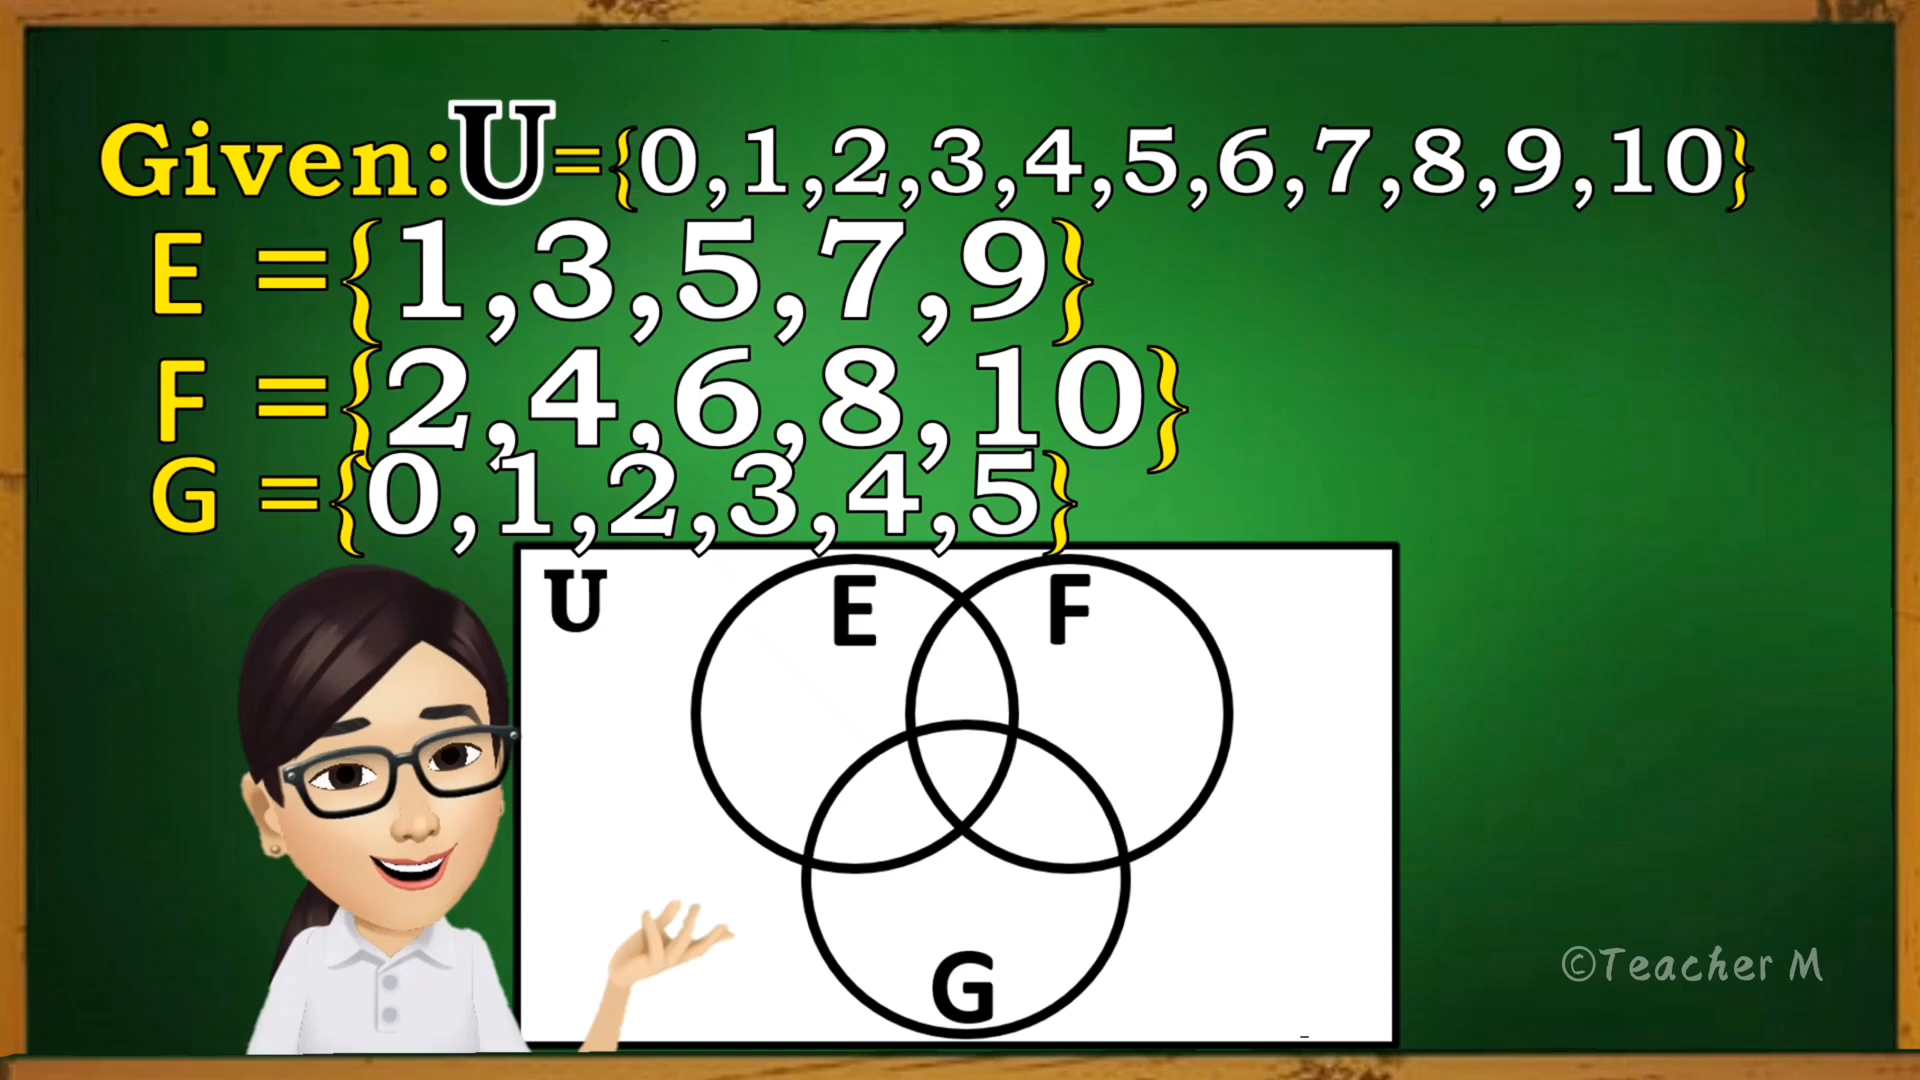 Given:U={0,1,2,3,4,5,6,7,8,9,10}
E ={1,3,5,7,9}
F ={2,4,6,8,10}
G ={0,1,2,3,4,5}
U E F
G
©Teacher M